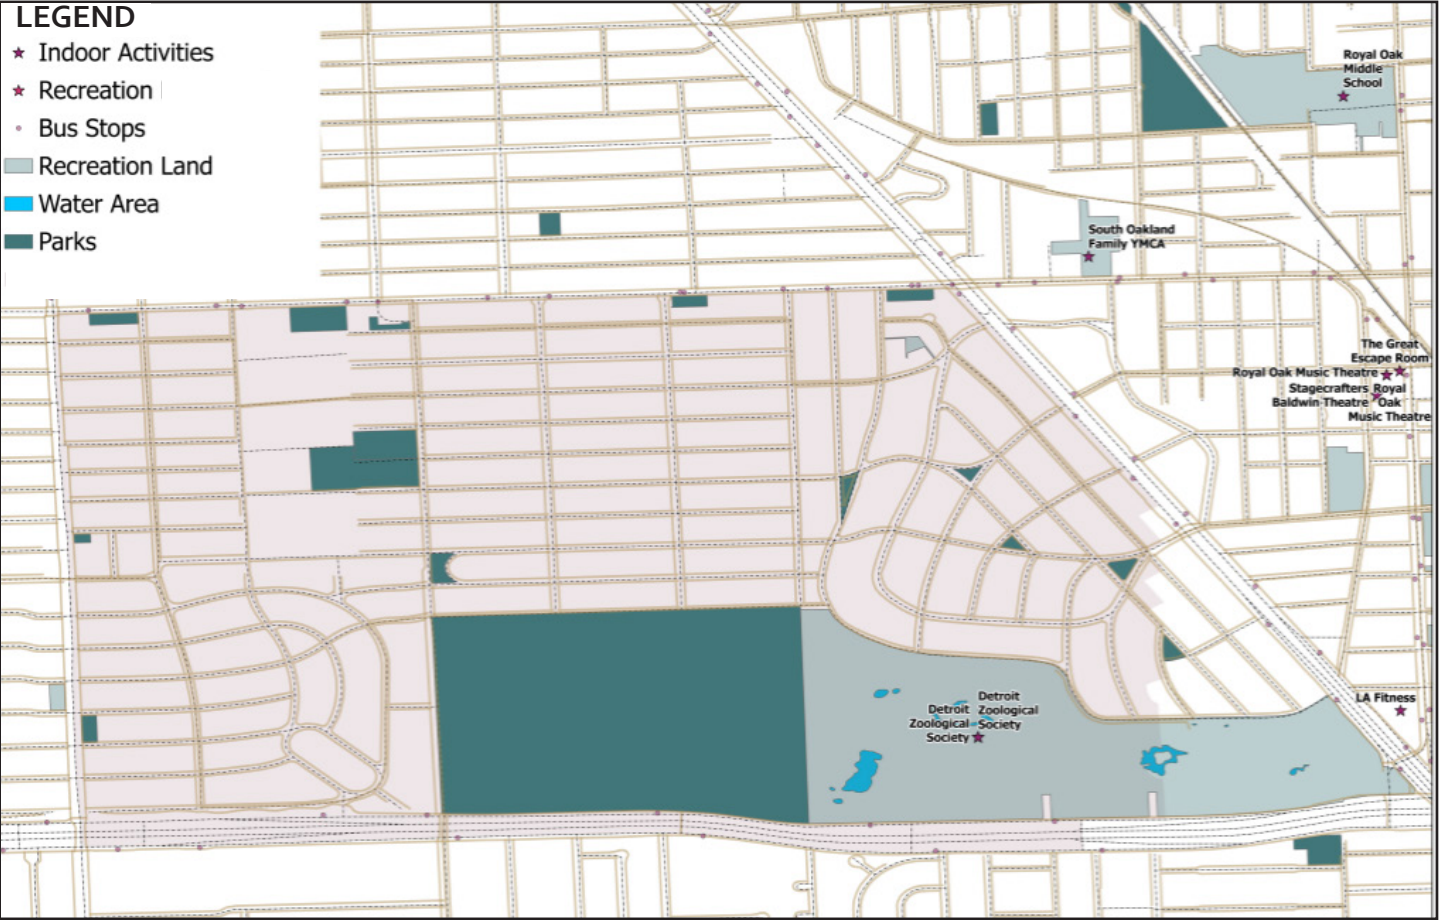 LEGEND
Indoor Activities
Recreation
Bus Stops
Recreation Land
Water Area
Parks
Royal Oak
Middle
School
South Oakland
Family YMCA
The Great
Escape Room
Royal Oak Music Theatre
Stagecrafters Royal
Baldwin Theatre Oak
Music Theatre
LA Fitness
Detroit
Zoological
Society
Detroit
Zoological
Society